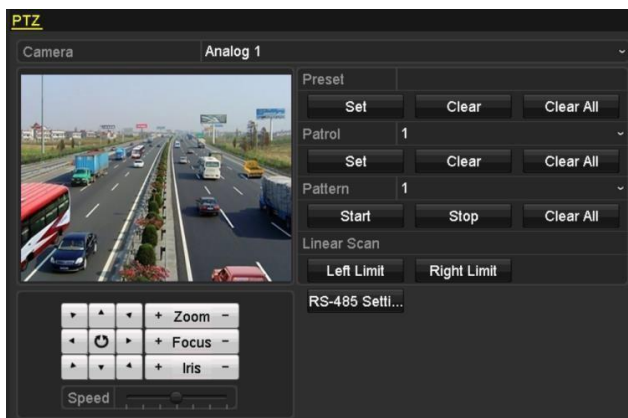 PTZ
Camera Analog 1
Preset
Set Clear Clear All
Patrol 1
Set Clear Clear All
Pattern 1
Start Stop Clear All
Linear Scan
Left Limit Right Limit
RS-485 Setti...
+ Zoom -
+ Focus -
+ Iris -
Speed